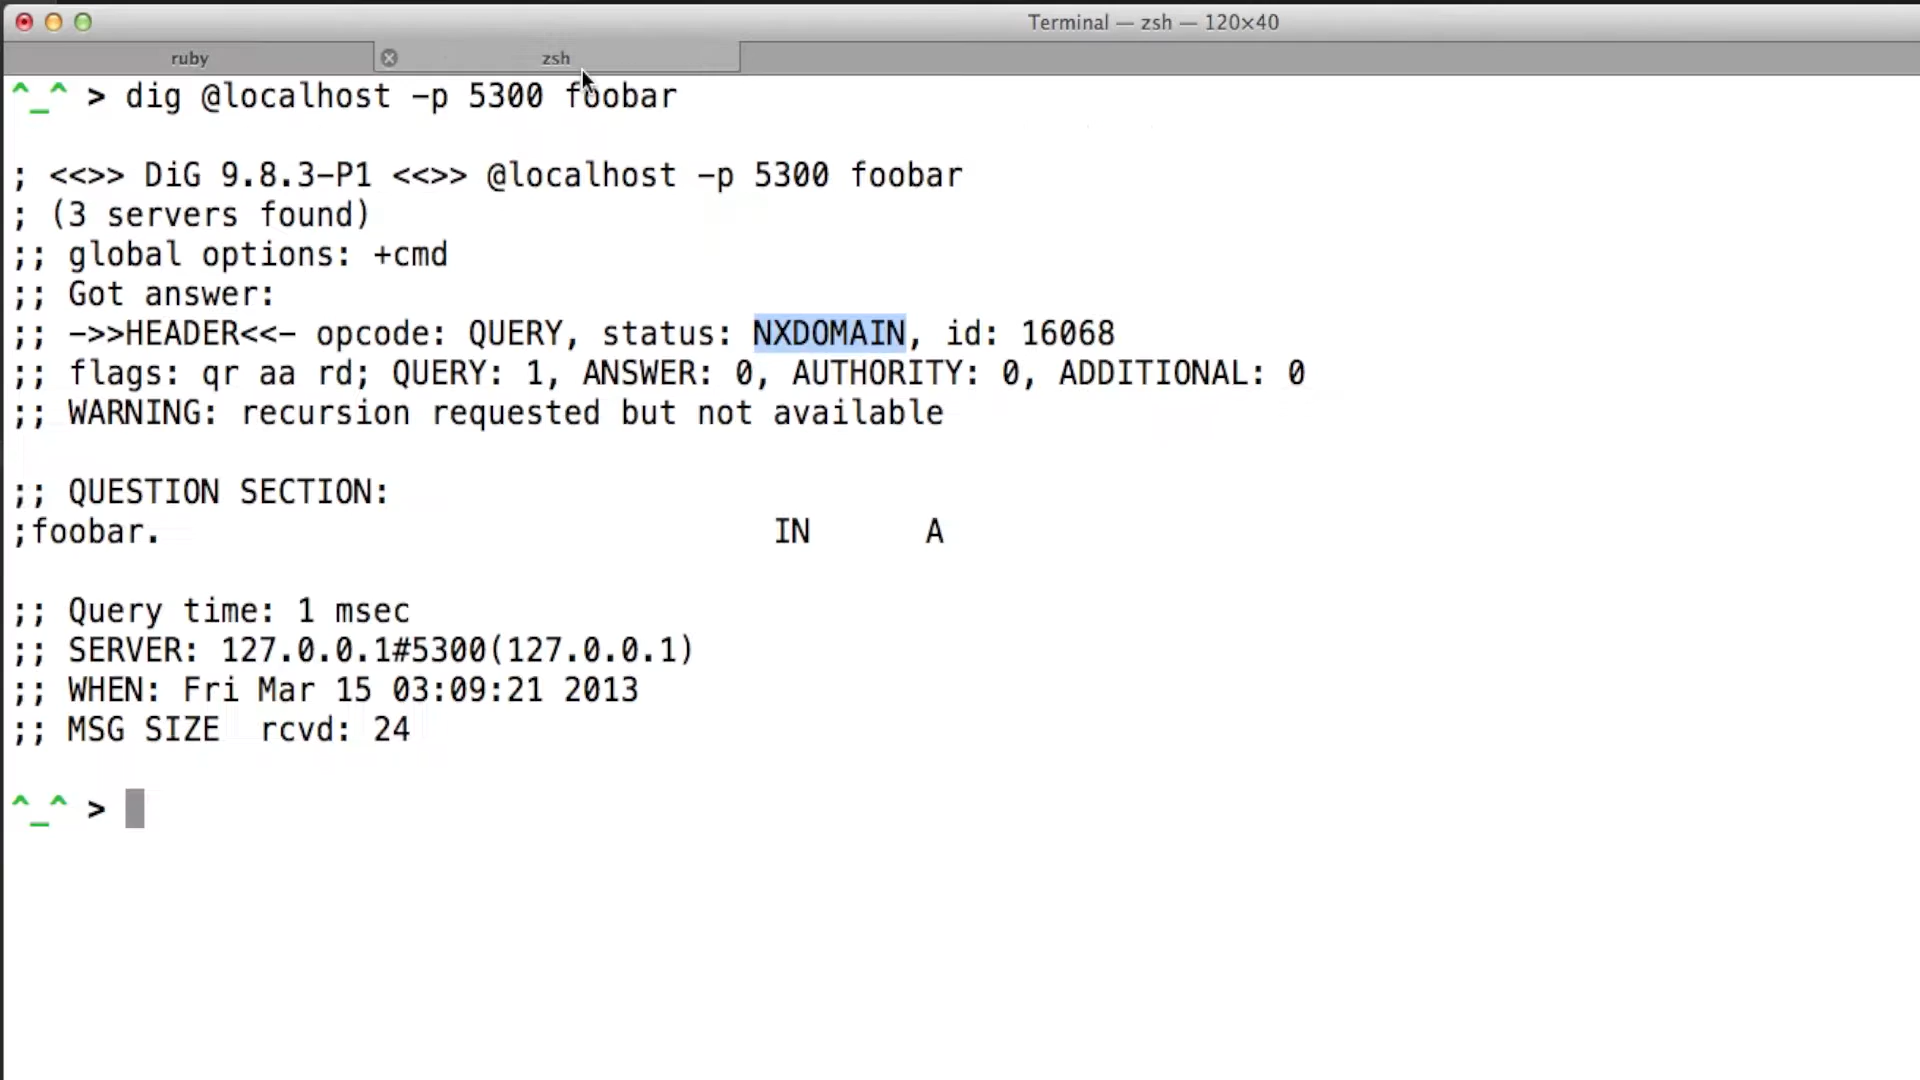 Terminal — zsh — 120×40
ruby
zsh
^_^ > dig @localhost -p 5300 foobar
; <<>> DiG 9.8.3-P1 <<>> @localhost -p 5300 foobar
; (3 servers found)
;; global options: +cmd
;; Got answer:
;; ->>HEADER<<- opcode: QUERY, status: NXDOMAIN, id: 16068
;; flags: qr aa rd; QUERY: 1, ANSWER: 0, AUTHORITY: 0, ADDITIONAL: 0
;; WARNING: recursion requested but not available
;; QUESTION SECTION:
;foobar. IN A
;; Query time: 1 msec
;; SERVER: 127.0.0.1#5300(127.0.0.1)
;; WHEN: Fri Mar 15 03:09:21 2013
;; MSG SIZE  rcvd: 24
^_^ >